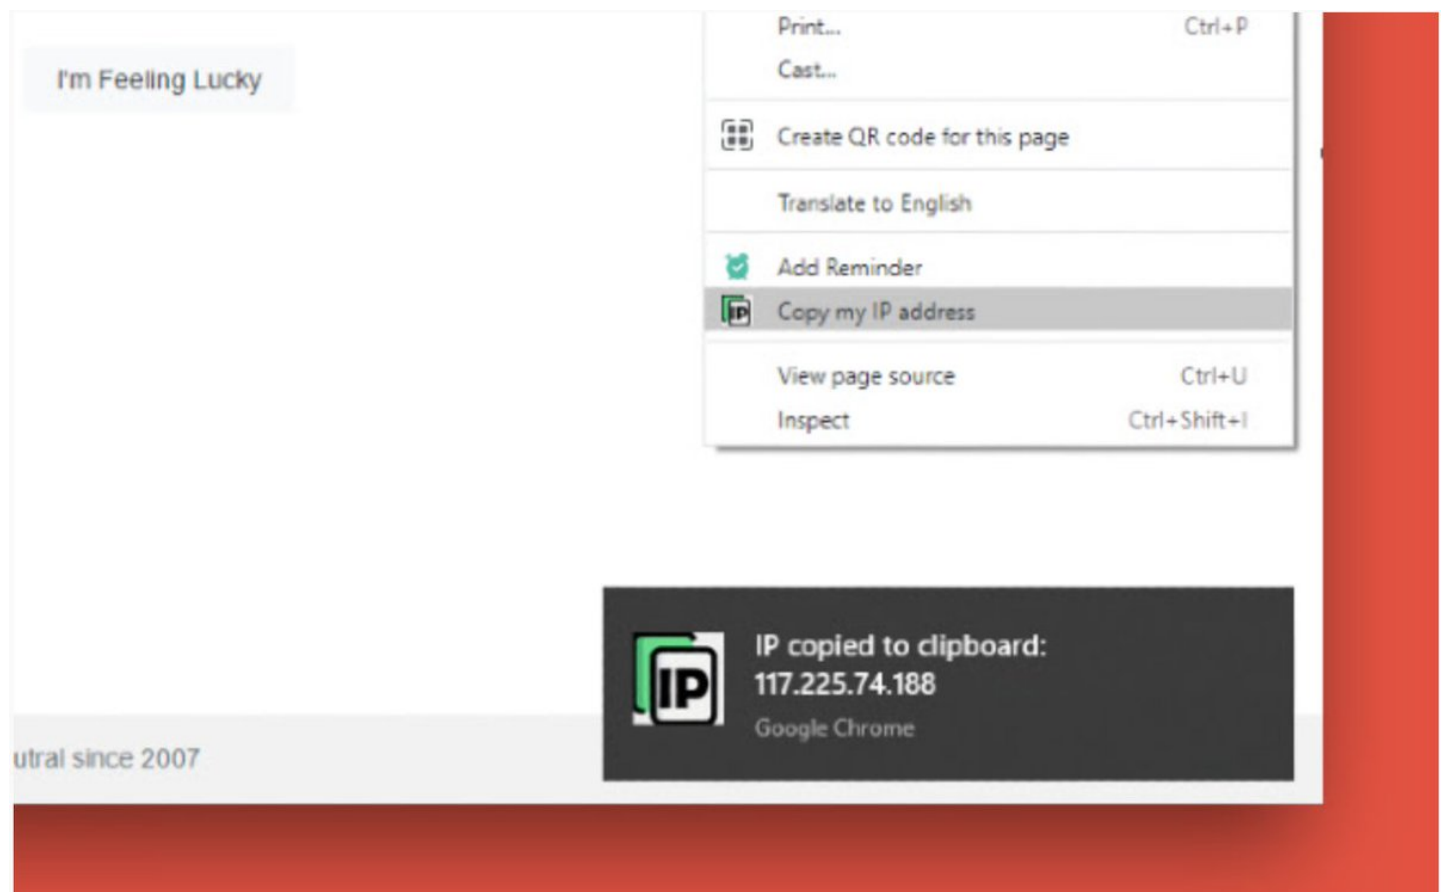 Print... Ctrl+P
I'm Feeling Lucky
Cast...
Create QR code for this page
Translate to English
Add Reminder
IP Copy my IP address
View page source Ctrl+U
Inspect Ctrl+Shift+I
IP
IP copied to clipboard:
117.225.74.188
Google Chrome
utral since 2007